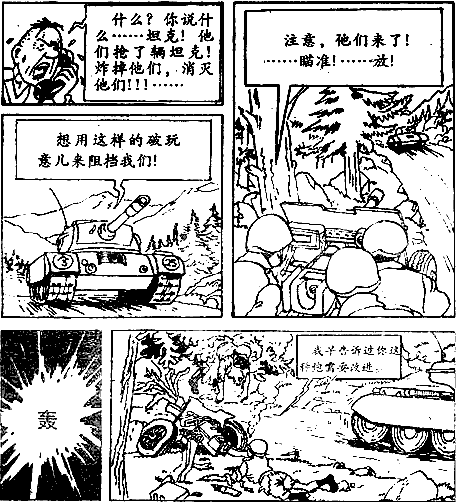 什么？你说什
么……坦克！他
们抢了辆坦克！
炸掉他们，消灭
他们!!!……
注意，他们来了！
……瞄准！……放！
想用这样的破玩
意儿来阻挡我们！
轰
我早告诉过你这
种炮需要改进。